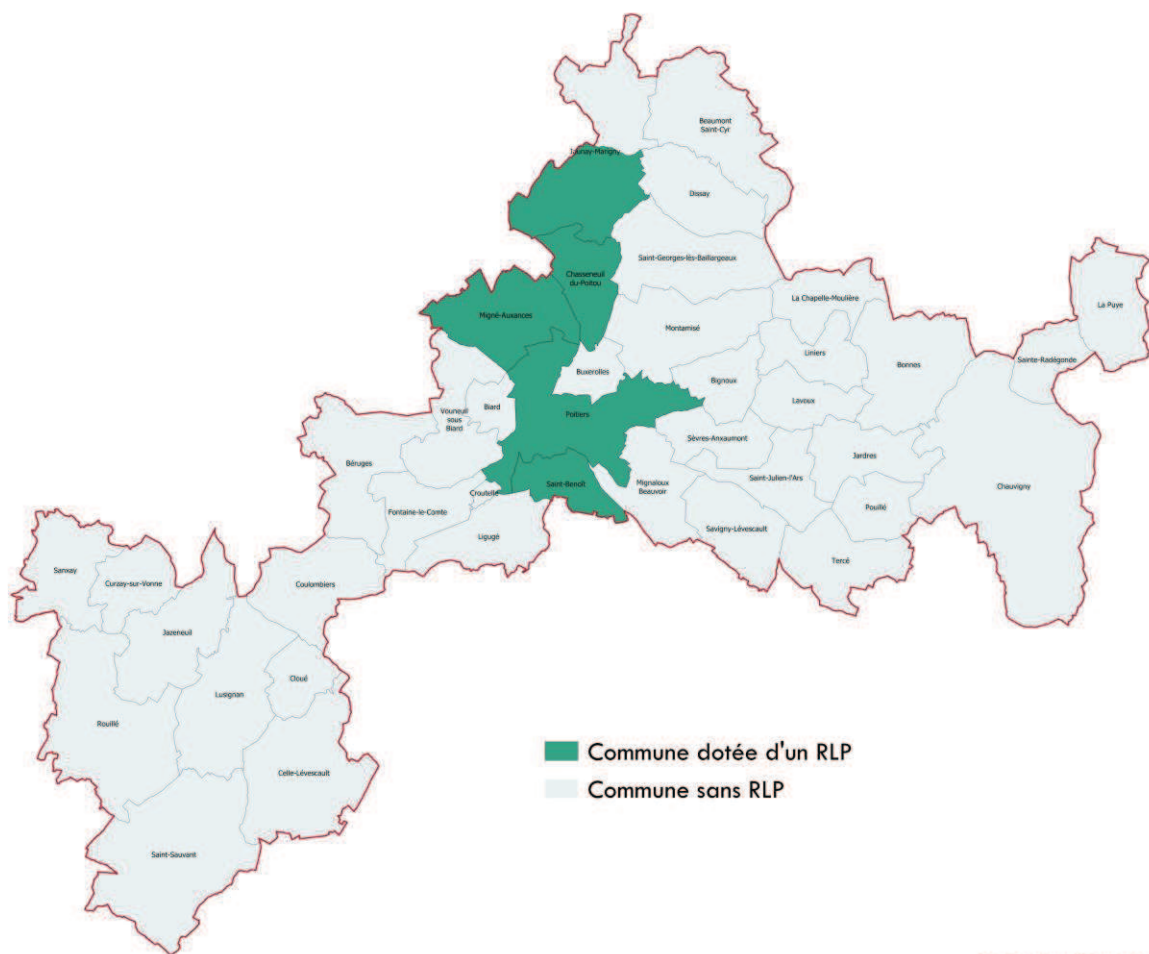 Beaumont
Saint-Cyr
Jaunay-Marigny
Dissay
Saint-Georges-lès-Baillargeaux
Chasseneuil
du-Poitou
La Chapelle-Moulière
La Puye
Migné-Auxances
Montamisé
Liniers
Sainte-Radégonde
Bonnes
Buxerolles
Bignoux
Lavoux
Vouneuil
sous
Biard
Biard
Poitiers
Sèvres-Anxaumont
Béruges
Jardres
Saint-Julien-l'Ars
Mignaloux
Beauvoir
Saint-Benoît
Chauvigny
Croutelle
Pouillé
Fontaine-le-Comte
Savigny-Lévescault
Ligugé
Tercé
Sanxay
Curzay-sur-Vonne
Coulombiers
Jazeneuil
Cloué
Lusignan
Rouillé
Celle-Lévescault
Saint-Sauvant
Commune dotée d'un RLP
Commune sans RLP